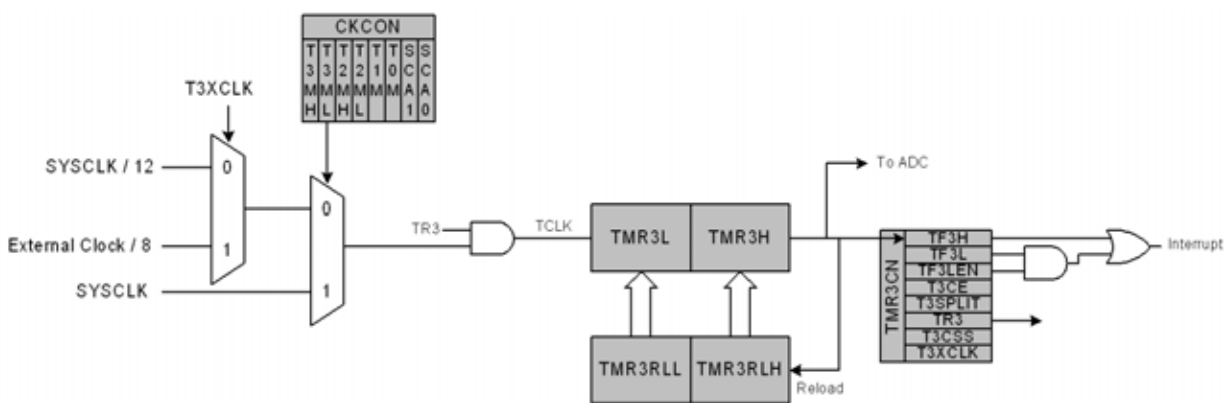 CKCON
T3MH T3ML T2MH T2ML T1M T0M SCA1 SCA0
T3XCLK
SYSCLK / 12
0
External Clock / 8
1
SYSCLK
0
1
TR3
TCLK
TMR3L TMR3H
To ADC
TMR3RLL TMR3RLH
Reload
TMR3CN
TF3H
TF3L
TF3LEN
T3CE
T3SPLIT
TR3
T3CSS
T3XCLK
Interrupt